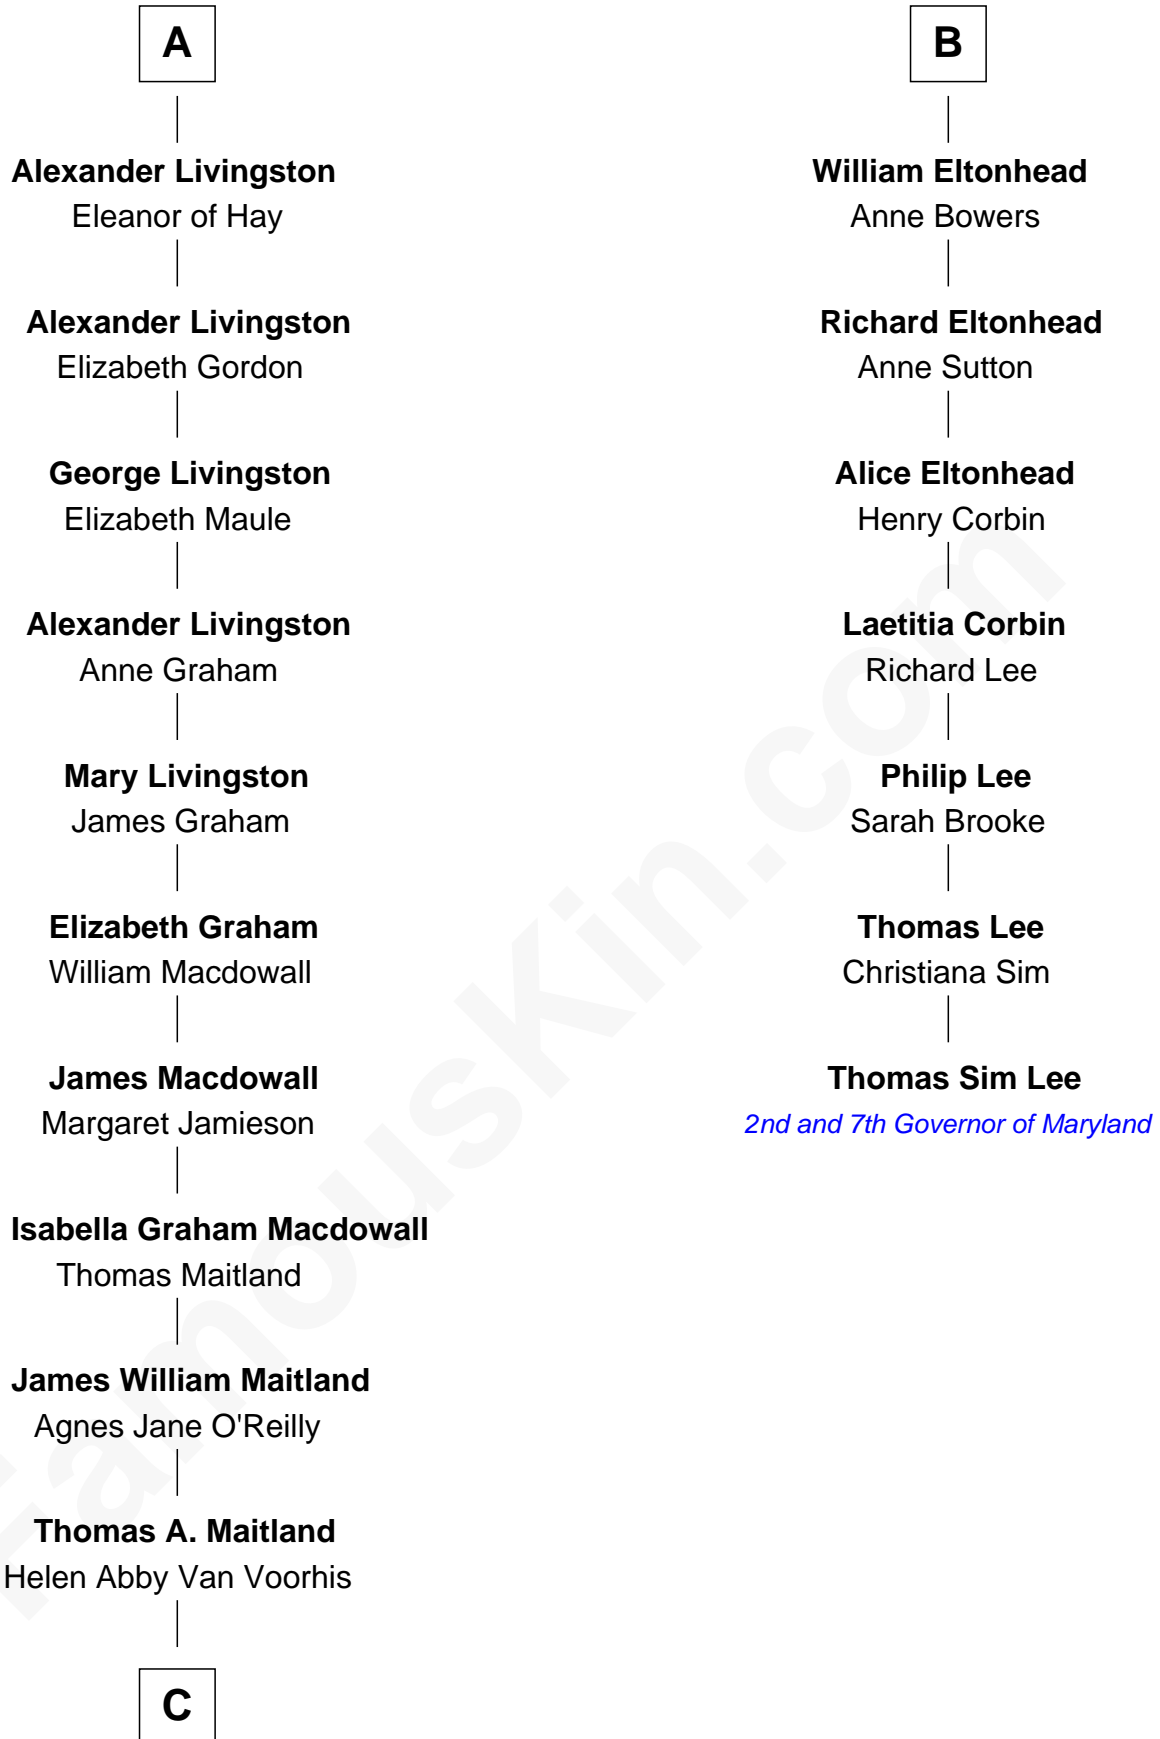 A
Alexander Livingston
Eleanor of Hay
Alexander Livingston
Elizabeth Gordon
George Livingston
Elizabeth Maule
Alexander Livingston
Anne Graham
Mary Livingston
James Graham
Elizabeth Graham
William Macdowall
James Macdowall
Margaret Jamieson
Isabella Graham Macdowall
Thomas Maitland
James William Maitland
Agnes Jane O'Reilly
Thomas A. Maitland
Helen Abby Van Voorhis
C
B
William Eltonhead
Anne Bowers
Richard Eltonhead
Anne Sutton
Alice Eltonhead
Henry Corbin
Laetitia Corbin
Richard Lee
Philip Lee
Sarah Brooke
Thomas Lee
Christiana Sim
Thomas Sim Lee
2nd and 7th Governor of Maryland
FamousKin.com